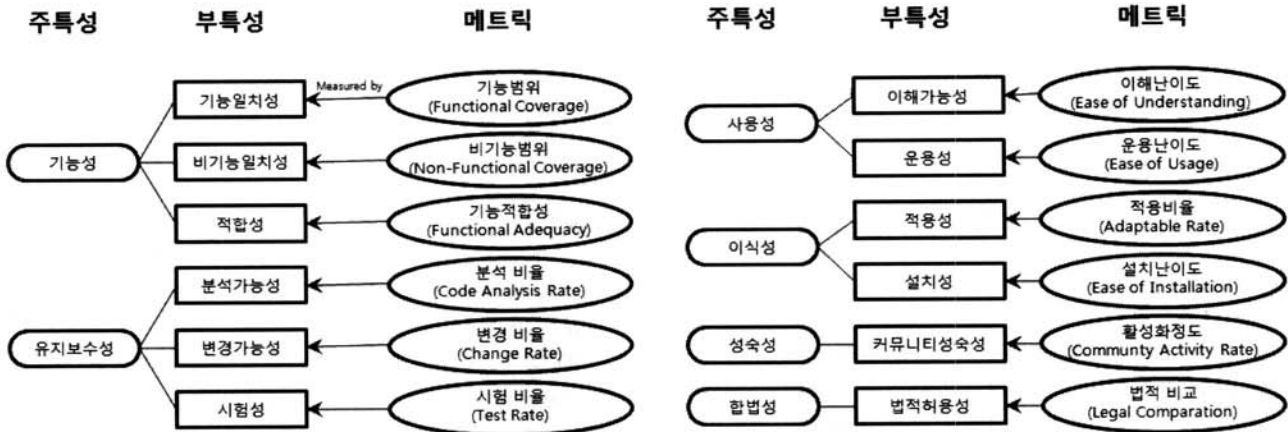 주특성 부특성 메트릭
기능성
기능일치성
Measured by
기능범위
(Functional Coverage)
비기능일치성
비기능범위
(Non-Functional Coverage)
적합성
기능적합성
(Functional Adequacy)
유지보수성
분석가능성
분석 비율
(Code Analysis Rate)
변경가능성
변경 비율
(Change Rate)
시험성
시험 비율
(Test Rate)
주특성 부특성 메트릭
사용성
이해가능성
이해난이도
(Ease of Understanding)
운용성
운용난이도
(Ease of Usage)
이식성
적용성
적용비율
(Adaptable Rate)
설치성
설치난이도
(Ease of Installation)
성숙성
커뮤니티성숙성
활성화정도
(Communty Activity Rate)
합법성
법적허용성
법적 비교
(Legal Comparation)